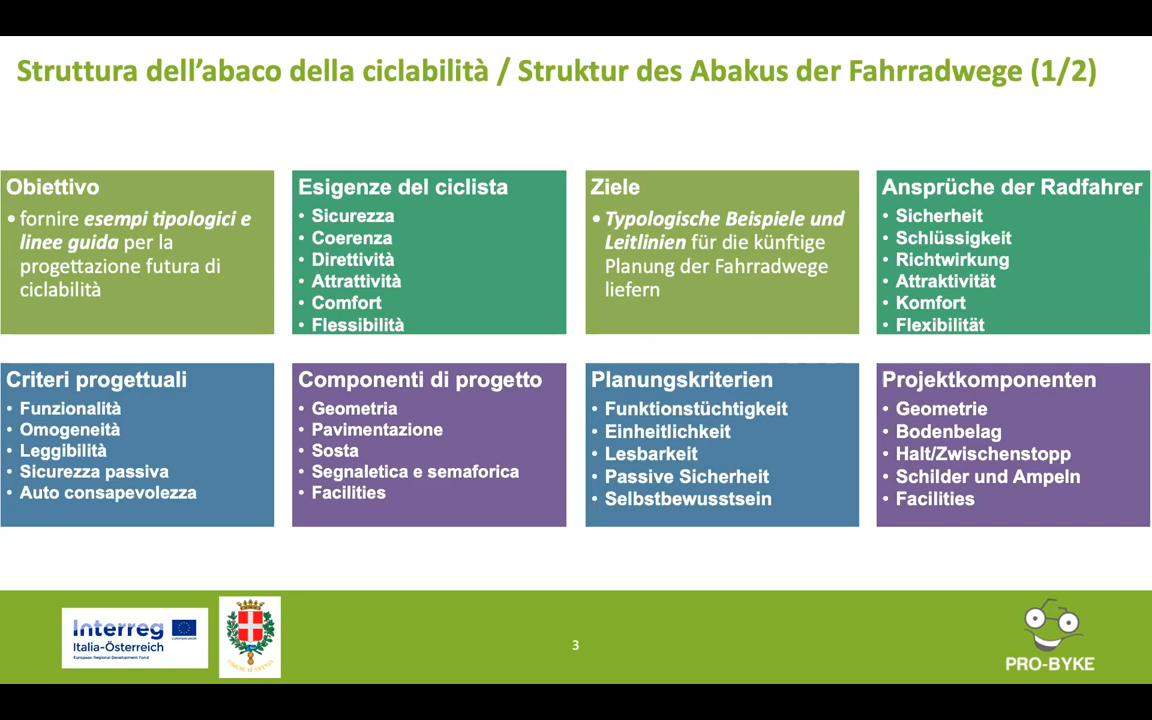 Struttura dell'abaco della ciclabilità / Struktur des Abakus der Fahrradwege (1/2)
Obiettivo
• fornire esempi tipologici e
linee guida per la
progettazione futura di
ciclabilità
Esigenze del ciclista
• Sicurezza
• Coerenza
• Direttività
• Attrattività
• Comfort
• Flessibilità
Ziele
• Typologische Beispiele und
Leitlinien für die künftige
Planung der Fahrradwege
liefern
Ansprüche der Radfahrer
• Sicherheit
• Schlüssigkeit
• Richtwirkung
• Attraktivität
• Komfort
• Flexibilität
Criteri progettuali
• Funzionalità
• Omogeneità
• Leggibilità
• Sicurezza passiva
• Auto consapevolezza
Componenti di progetto
• Geometria
• Pavimentazione
• Sosta
• Segnaletica e semaforica
• Facilities
Planungskriterien
• Funktionstüchtigkeit
• Einheitlichkeit
• Lesbarkeit
• Passive Sicherheit
• Selbstbewusstsein
Projektkomponenten
• Geometrie
• Bodenbelag
• Halt/Zwischenstopp
• Schilder und Ampeln
• Facilities
Interreg
Italia-Österreich
European Regional Development Fund
EUROPEAN UNION
COMUNE DI VICENZA
3
PRO-BYKE